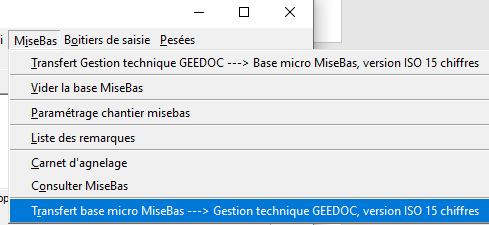 i MiseBas Boitiers de saisie Pesées
Transfert Gestion technique GEEDOC ---> Base micro MiseBas, version ISO 15 chiffres
Vider la base MiseBas
Paramétrage chantier misebas
Liste des remarques
Carnet d'agnelage
Consulter MiseBas
Transfert base micro MiseBas ---> Gestion technique GEEDOC, version ISO 15 chiffres